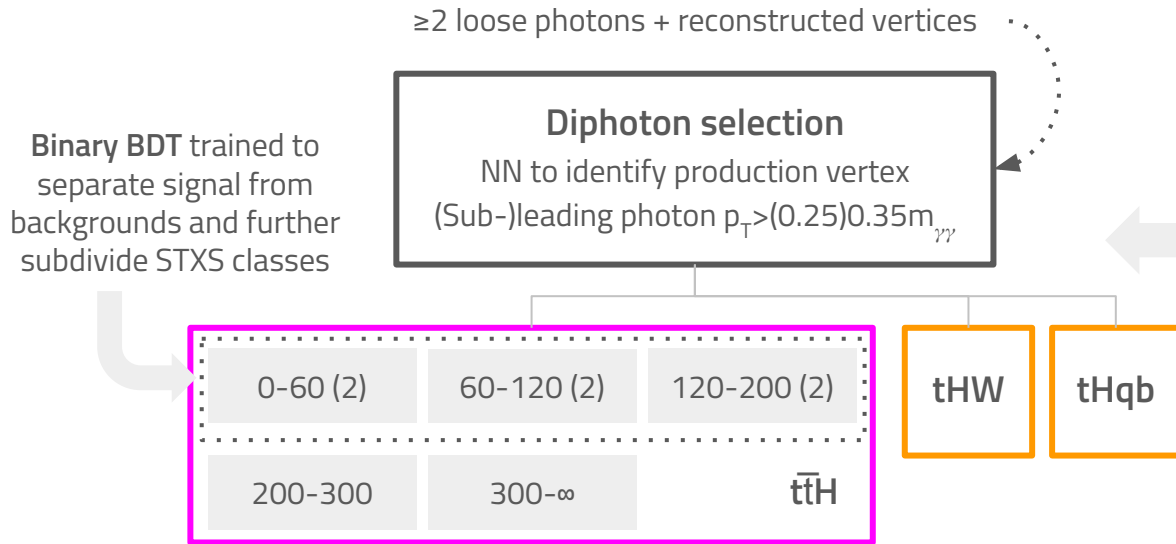 ≥2 loose photons + reconstructed vertices
Diphoton selection
NN to identify production vertex
(Sub-)leading photon p_T>(0.25)0.35m_γγ
Binary BDT trained to
separate signal from
backgrounds and further
subdivide STXS classes
0-60 (2)
60-120 (2)
120-200 (2)
200-300
300-∞
tt̅H
tHW
tHqb